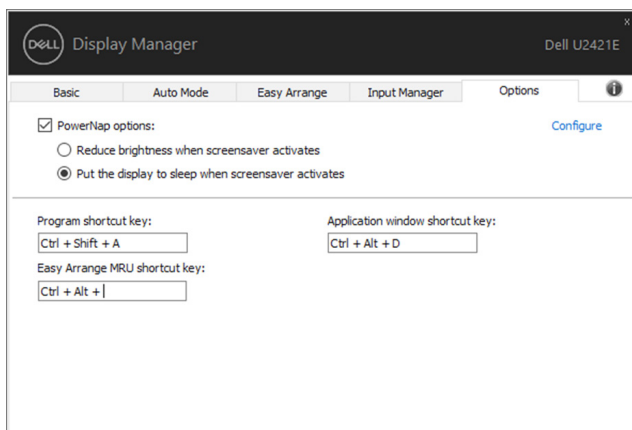 x
DELL Display Manager
Dell U2421E
Basic Auto Mode Easy Arrange Input Manager Options i
PowerNap options:
Configure
Reduce brightness when screensaver activates
Put the display to sleep when screensaver activates
Program shortcut key:
Application window shortcut key:
Ctrl + Shift + A
Ctrl + Alt + D
Easy Arrange MRU shortcut key:
Ctrl + Alt +